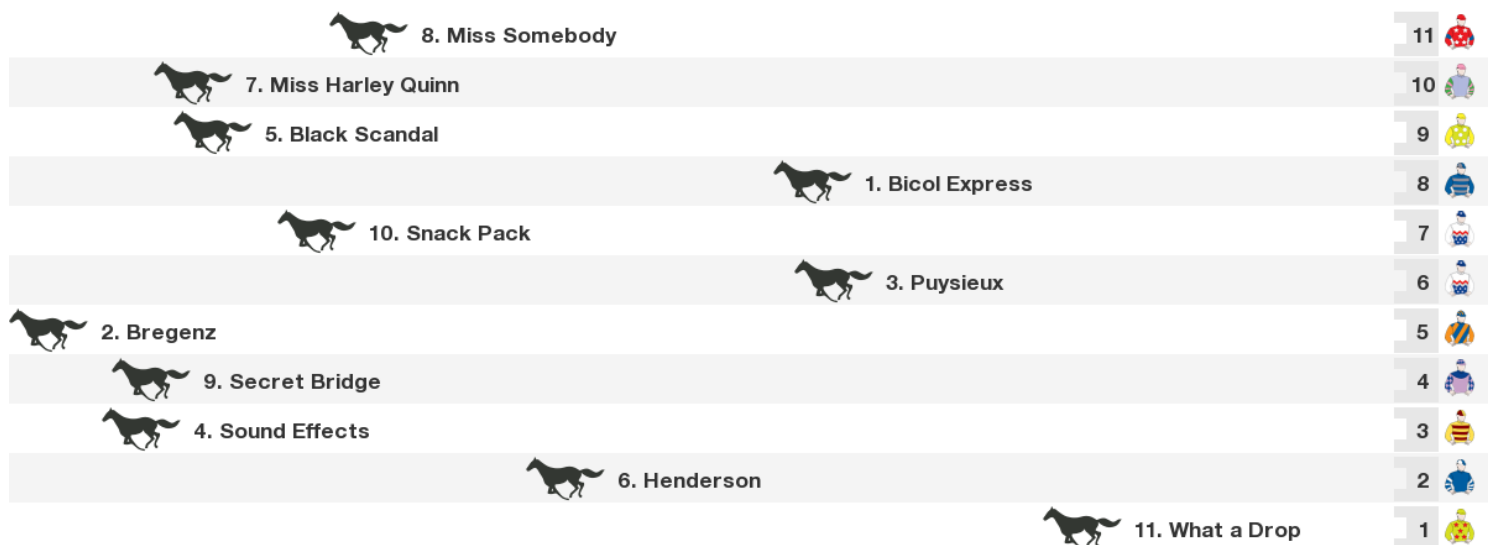 8. Miss Somebody 11
7. Miss Harley Quinn 10
5. Black Scandal 9
1. Bicol Express 8
10. Snack Pack 7
3. Puysieux 6
2. Bregenz 5
9. Secret Bridge 4
4. Sound Effects 3
6. Henderson 2
11. What a Drop 1